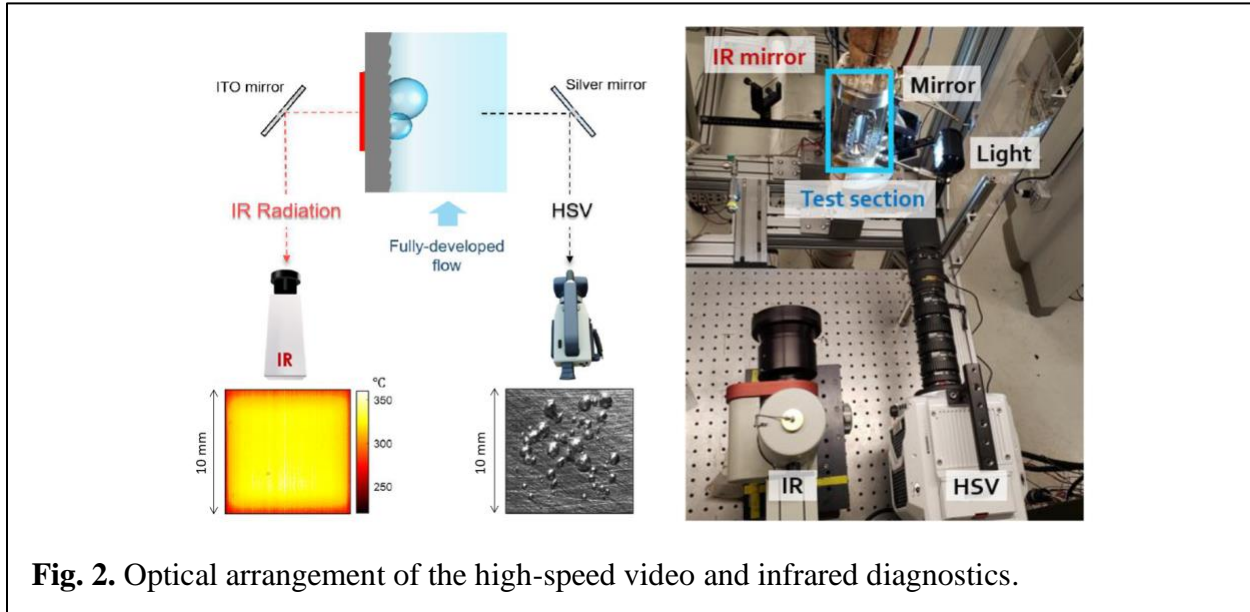 ITO mirror
Silver mirror
IR Radiation
HSV
Fully-developed
flow
IR
°C
350
300
250
10 mm
10 mm
IR mirror
Mirror
Light
Test section
IR
HSV
Fig. 2. Optical arrangement of the high-speed video and infrared diagnostics.